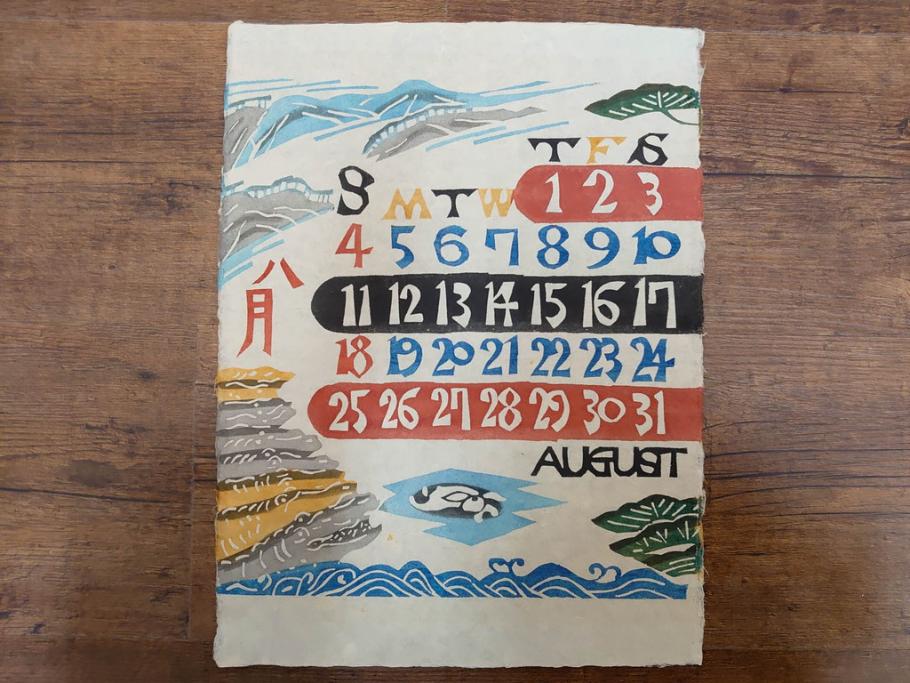 T F S
S M T W
1 2 3
4 5 6 7 8 9 10
11 12 13 14 15 16 17
18 19 20 21 22 23 24
25 26 27 28 29 30 31
八月
AUGUST